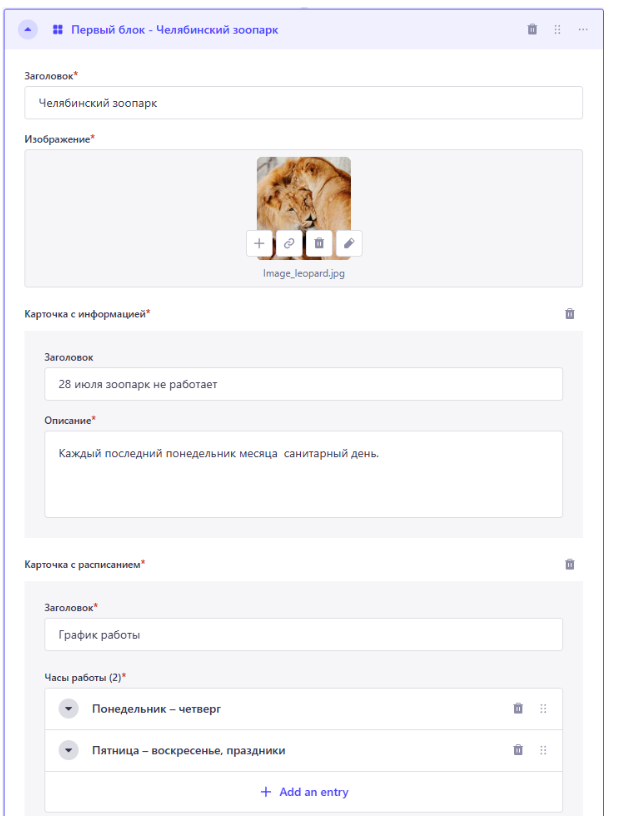 Первый блок - Челябинский зоопарк
Заголовок*
Челябинский зоопарк
Изображение*
Image_leopard.jpg
Карточка с информацией*
Заголовок
28 июля зоопарк не работает
Описание*
Каждый последний понедельник месяца  санитарный день.
Карточка с расписанием*
Заголовок*
График работы
Часы работы (2)*
Понедельник – четверг
Пятница – воскресенье, праздники
+ Add an entry